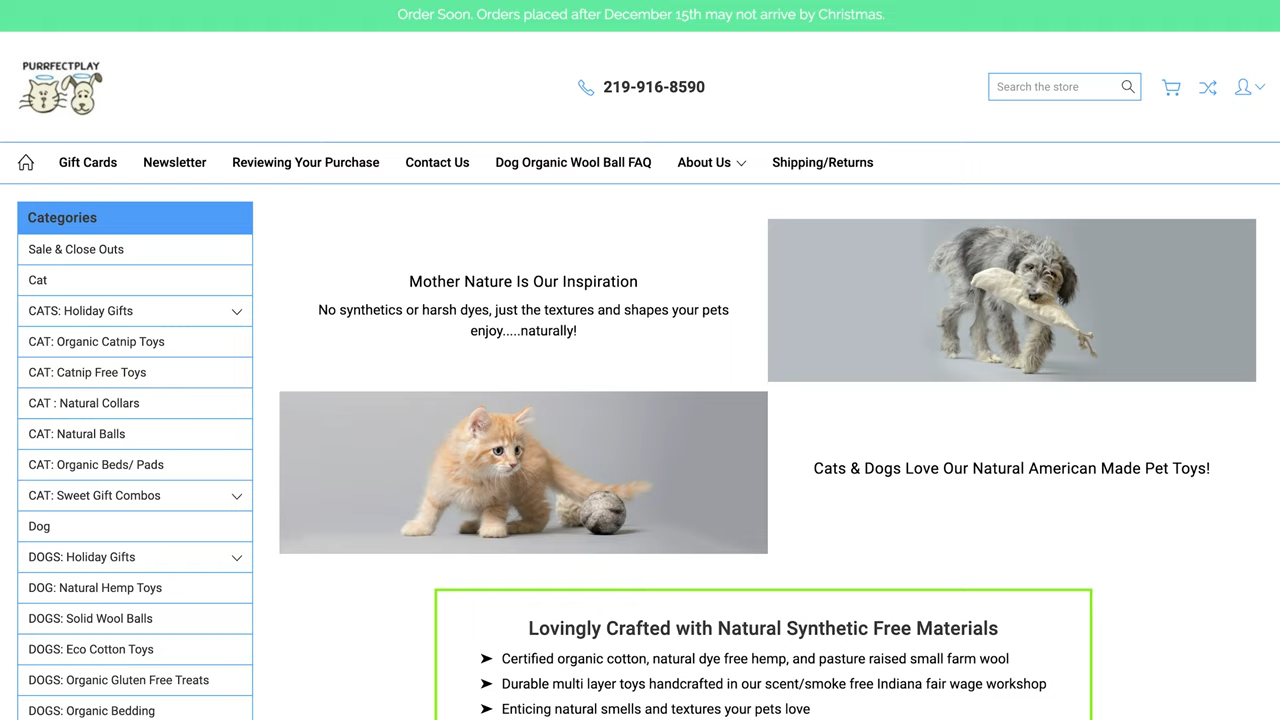 Order Soon. Orders placed after December 15th may not arrive by Christmas.
PURRFECTPLAY
219-916-8590
Search the store
Gift Cards
Newsletter
Reviewing Your Purchase
Contact Us
Dog Organic Wool Ball FAQ
About Us
Shipping/Returns
Categories
Sale & Close Outs
Cat
CATS: Holiday Gifts
CAT: Organic Catnip Toys
CAT: Catnip Free Toys
CAT : Natural Collars
CAT: Natural Balls
CAT: Organic Beds/ Pads
CAT: Sweet Gift Combos
Dog
DOGS: Holiday Gifts
DOG: Natural Hemp Toys
DOGS: Solid Wool Balls
DOGS: Eco Cotton Toys
DOGS: Organic Gluten Free Treats
DOGS: Organic Bedding
Mother Nature Is Our Inspiration
No synthetics or harsh dyes, just the textures and shapes your pets
enjoy.....naturally!
Cats & Dogs Love Our Natural American Made Pet Toys!
Lovingly Crafted with Natural Synthetic Free Materials
➤ Certified organic cotton, natural dye free hemp, and pasture raised small farm wool
➤ Durable multi layer toys handcrafted in our scent/smoke free Indiana fair wage workshop
➤ Enticing natural smells and textures your pets love